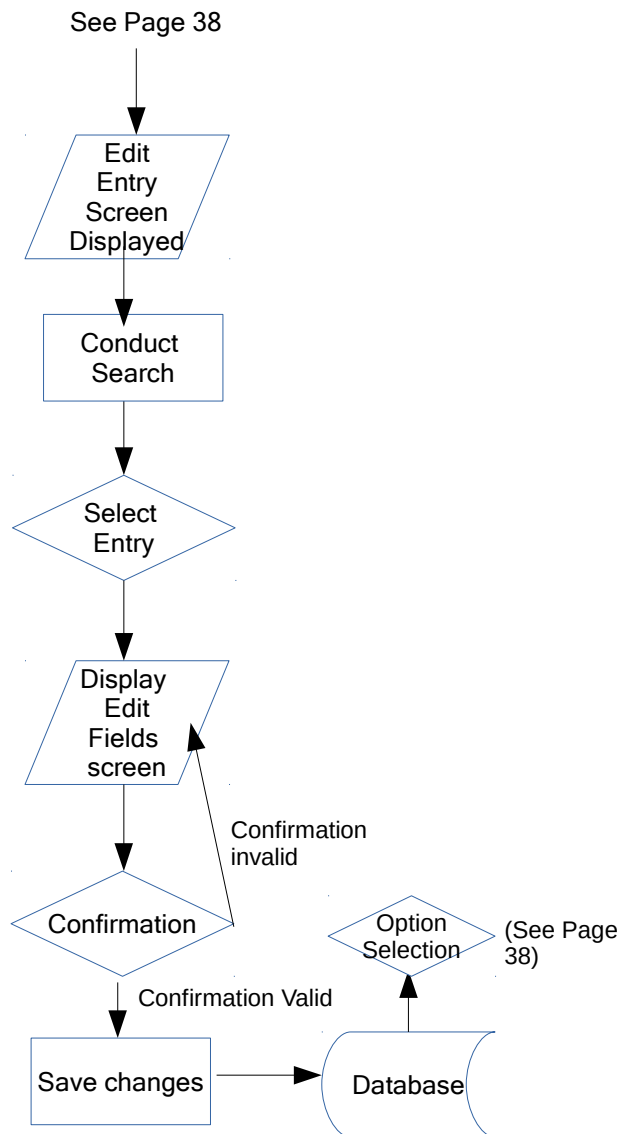 See Page 38
Edit
Entry
Screen
Displayed
Conduct
Search
Select
Entry
Display
Edit
Fields
screen
Confirmation
invalid
Confirmation
Option
Selection
(See Page
38)
Confirmation Valid
Save changes
Database